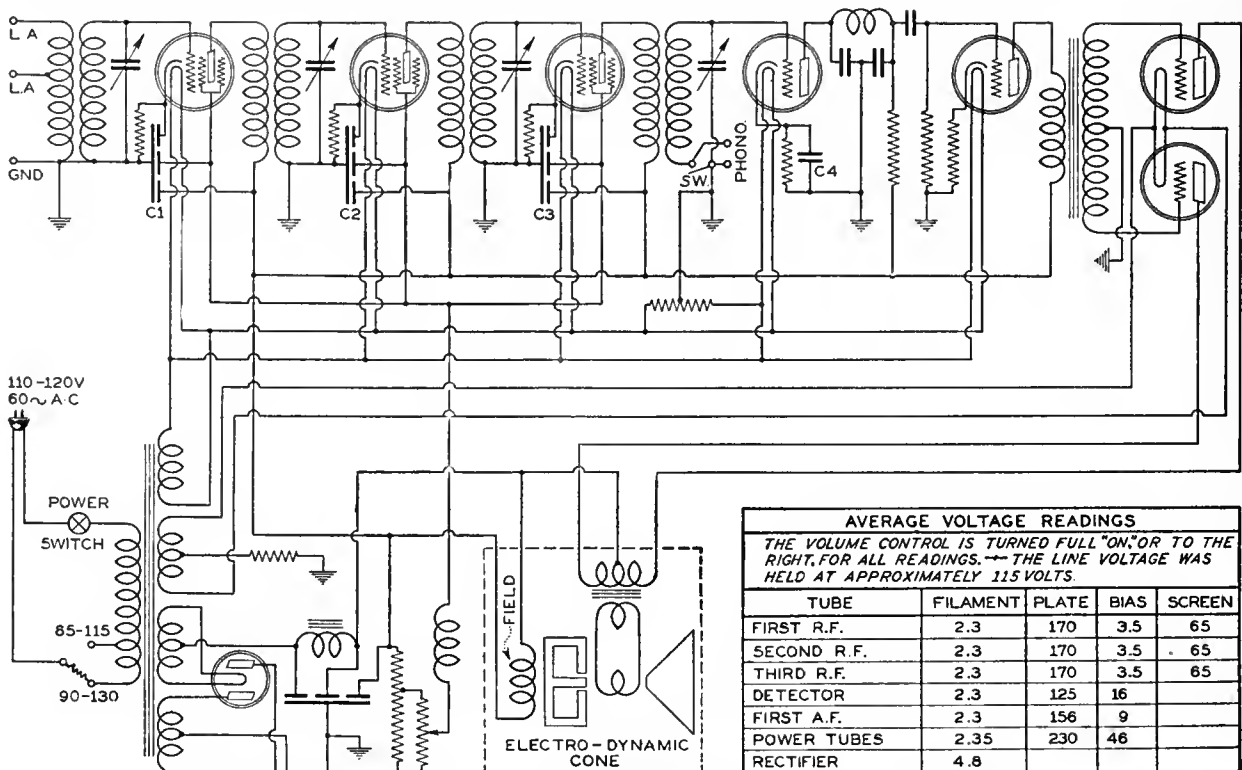 L.A
L.A
GND
C1
C2
C3
SW.
PHONO.
C4
110-120V
60~ A·C
POWER
SWITCH
85-115
90-130
FIELD
ELECTRO-DYNAMIC
CONE
AVERAGE VOLTAGE READINGS
THE VOLUME CONTROL IS TURNED FULL "ON," OR TO THE
RIGHT, FOR ALL READINGS. — THE LINE VOLTAGE WAS
HELD AT APPROXIMATELY 115 VOLTS.
TUBE FILAMENT PLATE BIAS SCREEN
FIRST R.F. 2.3 170 3.5 65
SECOND R.F. 2.3 170 3.5 65
THIRD R.F. 2.3 170 3.5 65
DETECTOR 2.3 125 16
FIRST A.F. 2.3 156 9
POWER TUBES 2.35 230 46
RECTIFIER 4.8